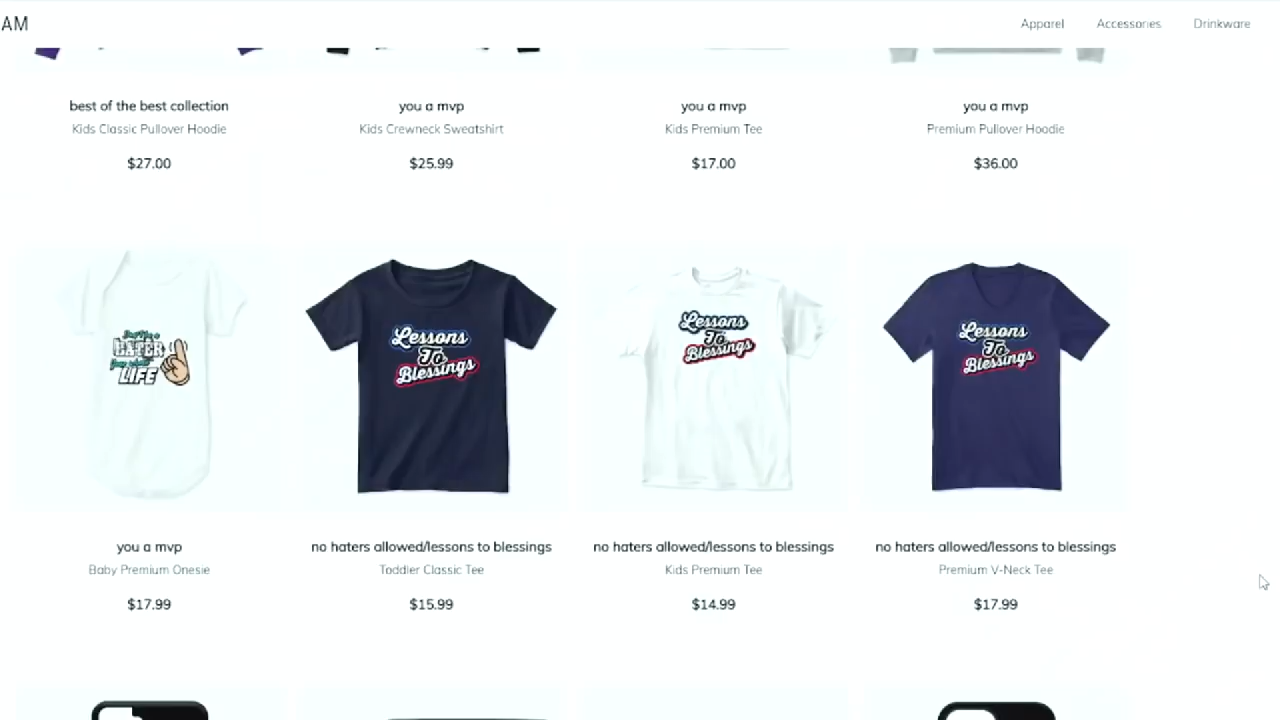 AM
Apparel
Accessories
Drinkware
best of the best collection
Kids Classic Pullover Hoodie
$27.00
you a mvp
Kids Crewneck Sweatshirt
$25.99
you a mvp
Kids Premium Tee
$17.00
you a mvp
Premium Pullover Hoodie
$36.00
HATER
LIFE
Lessons
To
Blessings
Lessons
To
Blessings
Lessons
To
Blessings
you a mvp
Baby Premium Onesie
$17.99
no haters allowed/lessons to blessings
Toddler Classic Tee
$15.99
no haters allowed/lessons to blessings
Kids Premium Tee
$14.99
no haters allowed/lessons to blessings
Premium V-Neck Tee
$17.99